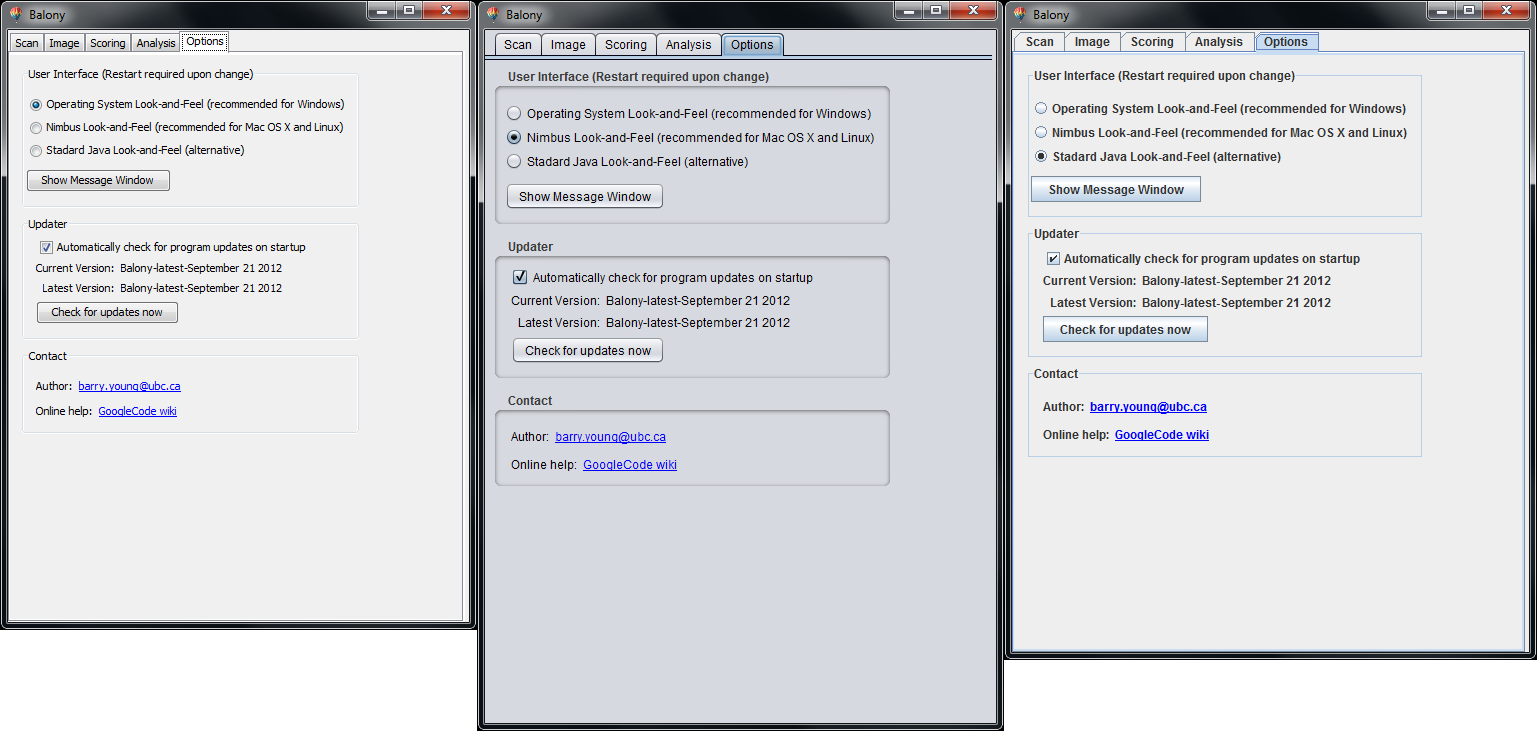 Balony
Scan Image Scoring Analysis Options
User Interface (Restart required upon change)
Operating System Look-and-Feel (recommended for Windows)
Nimbus Look-and-Feel (recommended for Mac OS X and Linux)
Stadard Java Look-and-Feel (alternative)
Show Message Window
Updater
Automatically check for program updates on startup
Current Version: Balony-latest-September 21 2012
Latest Version: Balony-latest-September 21 2012
Check for updates now
Contact
Author: barry.young@ubc.ca
Online help: GoogleCode wiki
Balony
Scan Image Scoring Analysis Options
User Interface (Restart required upon change)
Operating System Look-and-Feel (recommended for Windows)
Nimbus Look-and-Feel (recommended for Mac OS X and Linux)
Stadard Java Look-and-Feel (alternative)
Show Message Window
Updater
Automatically check for program updates on startup
Current Version: Balony-latest-September 21 2012
Latest Version: Balony-latest-September 21 2012
Check for updates now
Contact
Author: barry.young@ubc.ca
Online help: GoogleCode wiki
Balony
Scan Image Scoring Analysis Options
User Interface (Restart required upon change)
Operating System Look-and-Feel (recommended for Windows)
Nimbus Look-and-Feel (recommended for Mac OS X and Linux)
Stadard Java Look-and-Feel (alternative)
Show Message Window
Updater
Automatically check for program updates on startup
Current Version: Balony-latest-September 21 2012
Latest Version: Balony-latest-September 21 2012
Check for updates now
Contact
Author: barry.young@ubc.ca
Online help: GoogleCode wiki